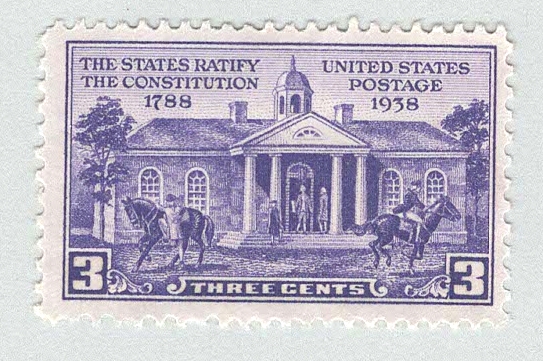 THE STATES RATIFY
THE CONSTITUTION
1788
UNITED STATES
POSTAGE
1938
3
THREE CENTS
3